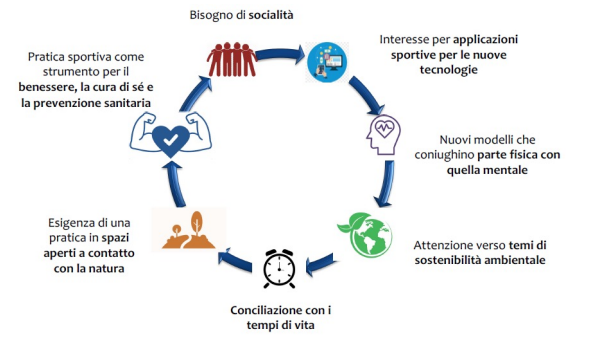 Bisogno di socialità
Interesse per applicazioni
sportive per le nuove
tecnologie
Nuovi modelli che
coniughino parte fisica con
quella mentale
Attenzione verso temi di
sostenibilità ambientale
Conciliazione con i
tempi di vita
Esigenza di una
pratica in spazi
aperti a contatto
con la natura
Pratica sportiva come
strumento per il
benessere, la cura di sé e
la prevenzione sanitaria